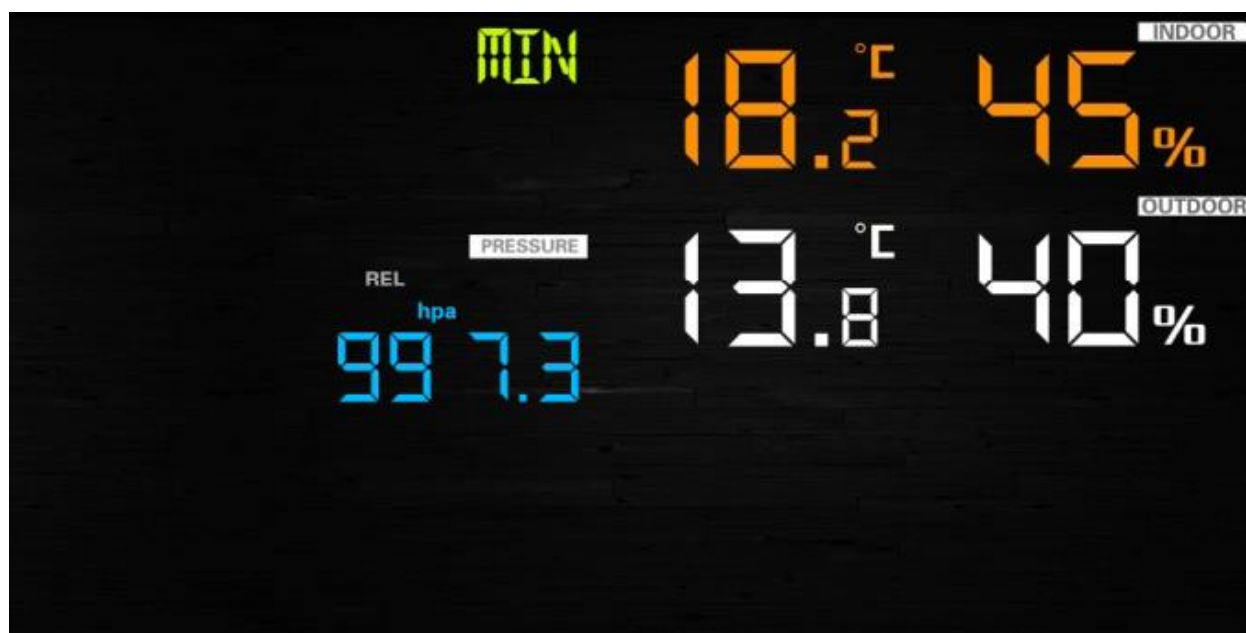 MIN
INDOOR
18.2 °C 45%
OUTDOOR
13.8 °C 40%
PRESSURE
REL
hpa
997.3